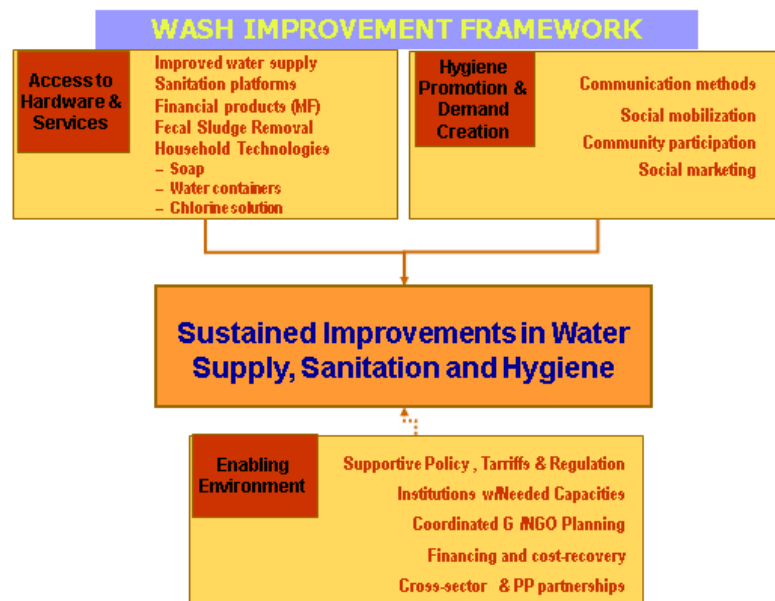 WASH IMPROVEMENT FRAMEWORK
Access to
Hardware &
Services
Improved water supply
Sanitation platforms
Financial products (MF)
Fecal Sludge Removal
Household Technologies
– Soap
– Water containers
– Chlorine solution
Hygiene
Promotion &
Demand
Creation
Communication methods
Social mobilization
Community participation
Social marketing
Sustained Improvements in Water
Supply, Sanitation and Hygiene
Enabling
Environment
Supportive Policy , Tarriffs & Regulation
Institutions w/Needed Capacities
Coordinated G /NGO Planning
Financing and cost-recovery
Cross-sector & PP partnerships